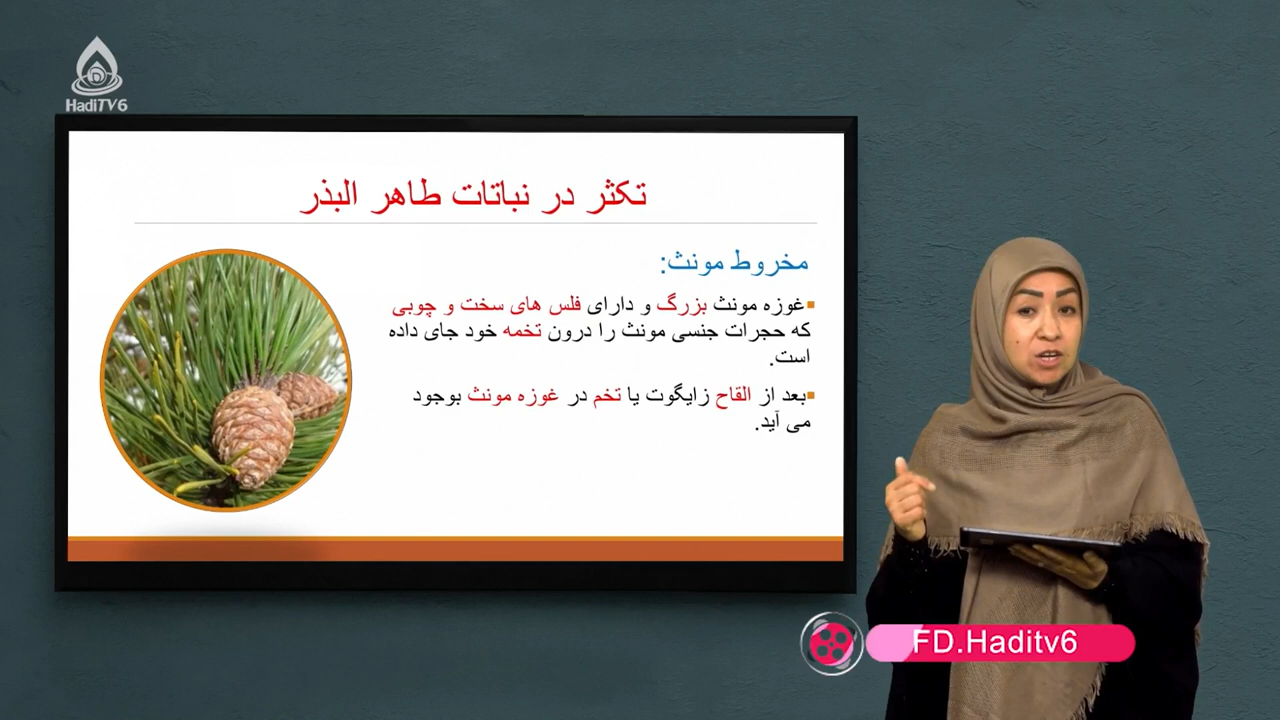 HadiTV6
تکثر در نباتات طاهر البذر
مخروط مونث:
غوزه مونث بزرگ و دارای فلس های سخت و چوبی
که حجرات جنسی مونث را درون تخمه خود جای داده
است.
بعد از القاح زایگوت یا تخم در غوزه مونث بوجود
می آید.
FD.Haditv6